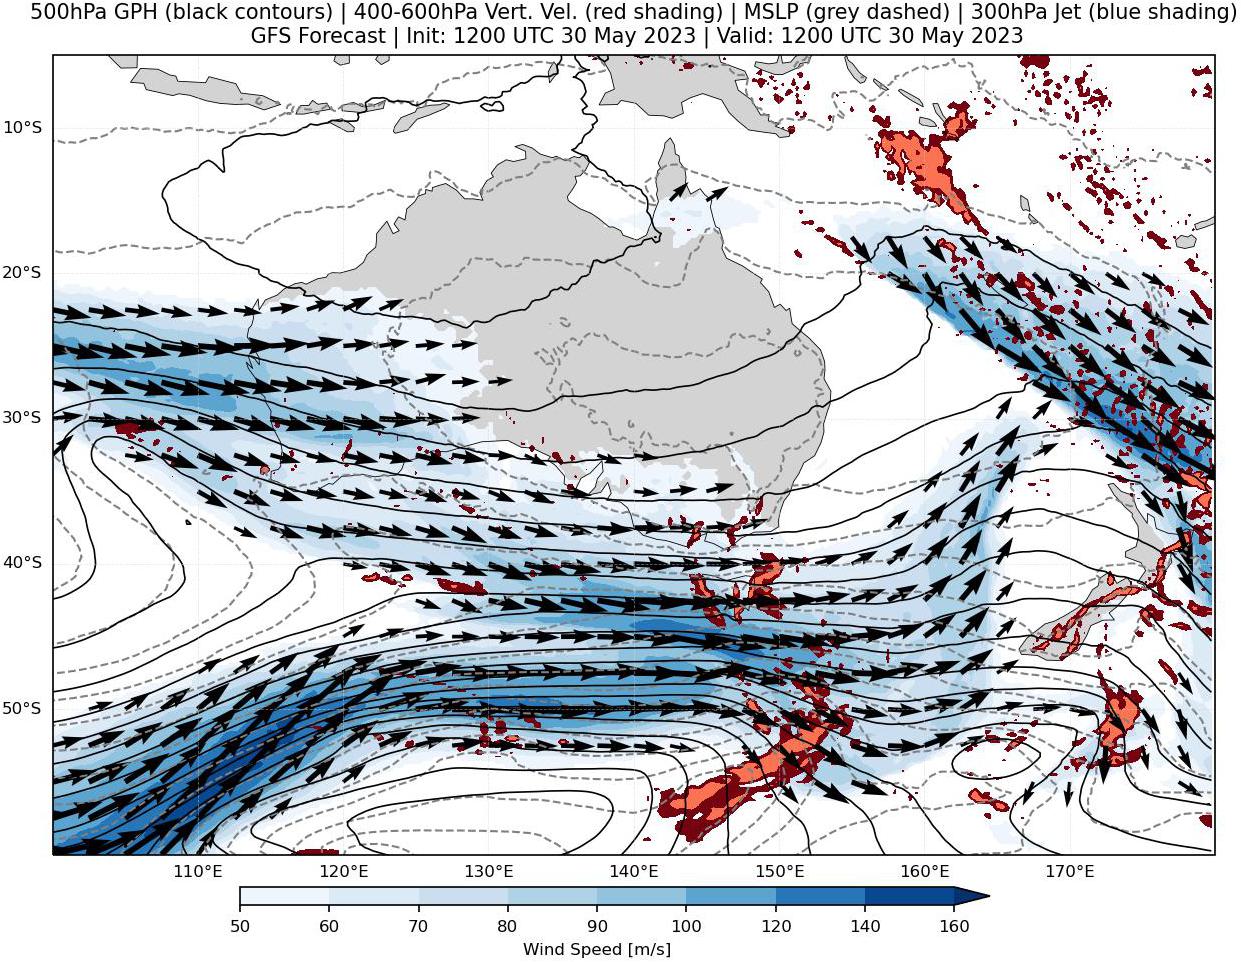 500hPa GPH (black contours) | 400-600hPa Vert. Vel. (red shading) | MSLP (grey dashed) | 300hPa Jet (blue shading)
GFS Forecast | Init: 1200 UTC 30 May 2023 | Valid: 1200 UTC 30 May 2023
10°S
20°S
30°S
40°S
50°S
110°E 120°E 130°E 140°E 150°E 160°E 170°E
50 60 70 80 90 100 120 140 160
Wind Speed [m/s]